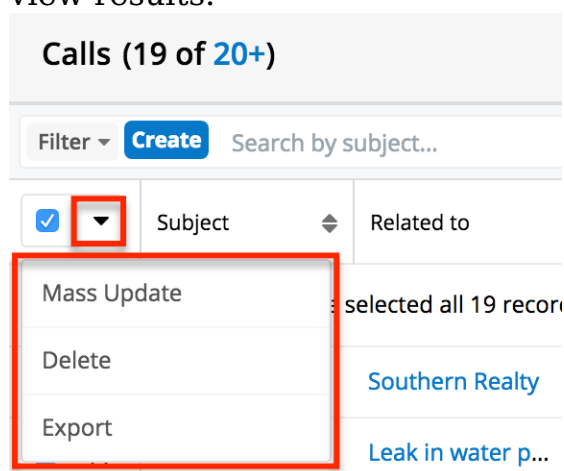 Calls (19 of 20+)
Filter Create Search by subject...
Subject Related to
Mass Update
selected all 19
Delete
Southern Realty
Export
Leak in water p...